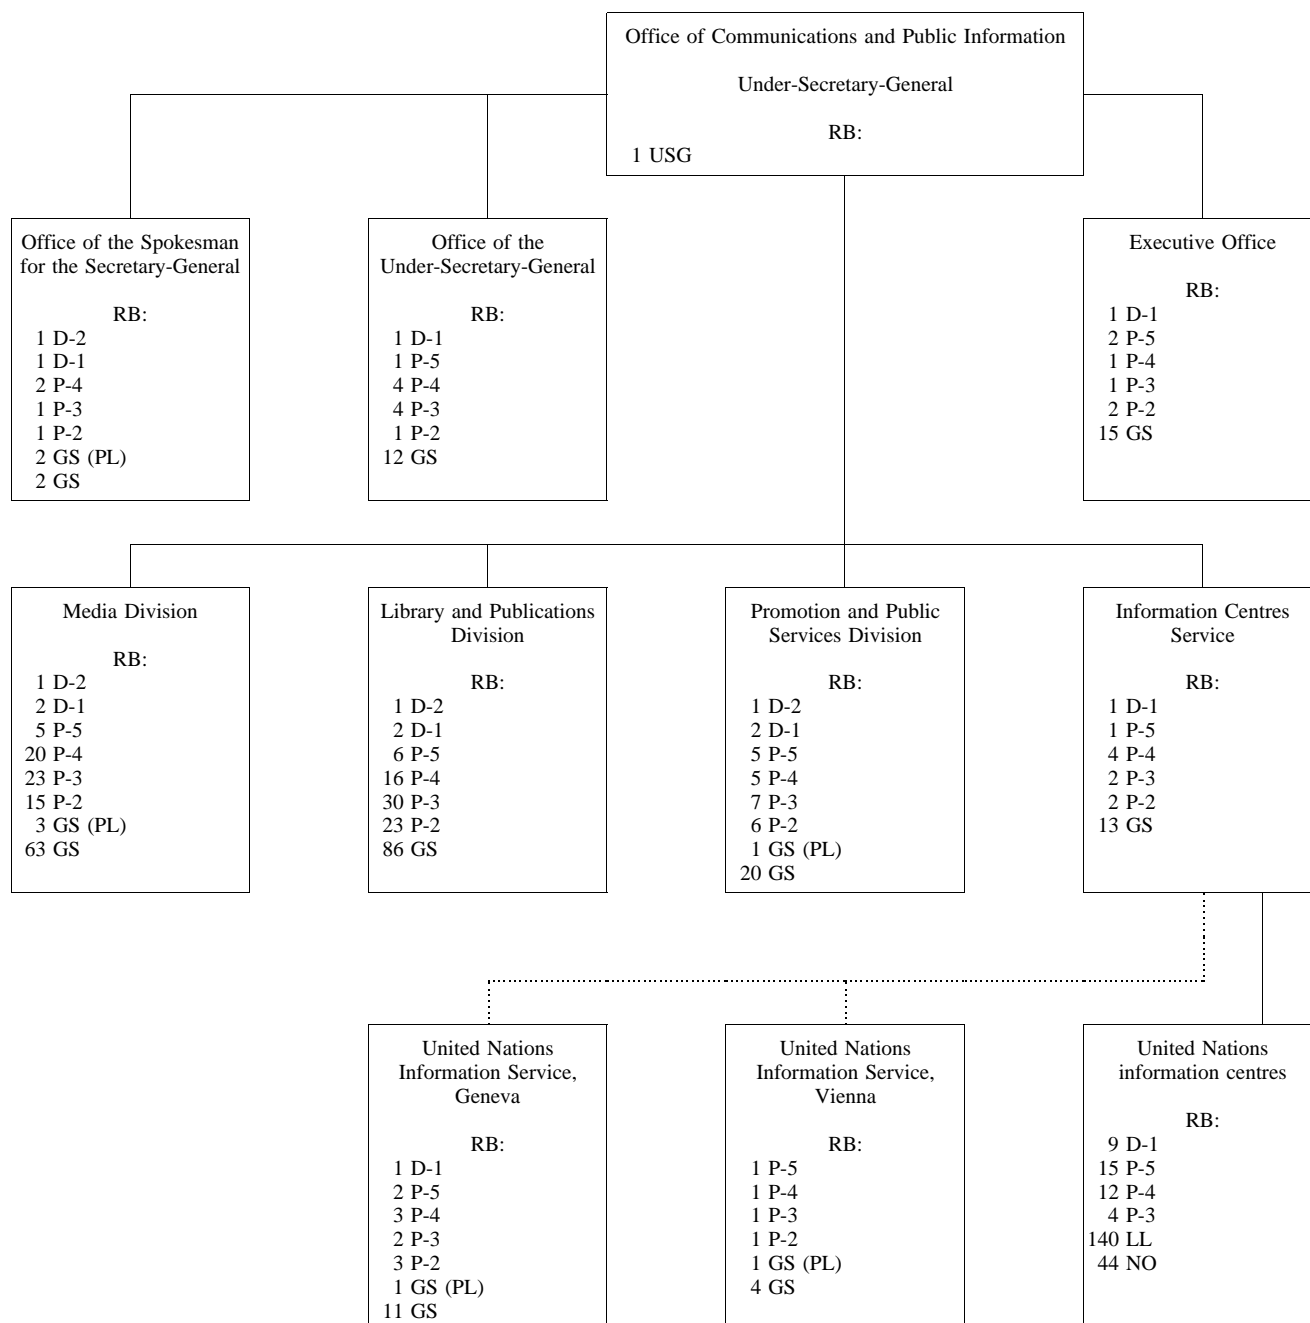 Office of Communications and Public Information
Under-Secretary-General
RB:
1 USG
Office of the Spokesman
for the Secretary-General
RB:
1 D-2
1 D-1
2 P-4
1 P-3
1 P-2
2 GS (PL)
2 GS
Office of the
Under-Secretary-General
RB:
1 D-1
1 P-5
4 P-4
4 P-3
1 P-2
12 GS
Executive Office
RB:
1 D-1
2 P-5
1 P-4
1 P-3
2 P-2
15 GS
Media Division
RB:
1 D-2
2 D-1
5 P-5
20 P-4
23 P-3
15 P-2
3 GS (PL)
63 GS
Library and Publications
Division
RB:
1 D-2
2 D-1
6 P-5
16 P-4
30 P-3
23 P-2
86 GS
Promotion and Public
Services Division
RB:
1 D-2
2 D-1
5 P-5
5 P-4
7 P-3
6 P-2
1 GS (PL)
20 GS
Information Centres
Service
RB:
1 D-1
1 P-5
4 P-4
2 P-3
2 P-2
13 GS
United Nations
Information Service,
Geneva
RB:
1 D-1
2 P-5
3 P-4
2 P-3
3 P-2
1 GS (PL)
11 GS
United Nations
Information Service,
Vienna
RB:
1 P-5
1 P-4
1 P-3
1 P-2
1 GS (PL)
4 GS
United Nations
information centres
RB:
9 D-1
15 P-5
12 P-4
4 P-3
140 LL
44 NO